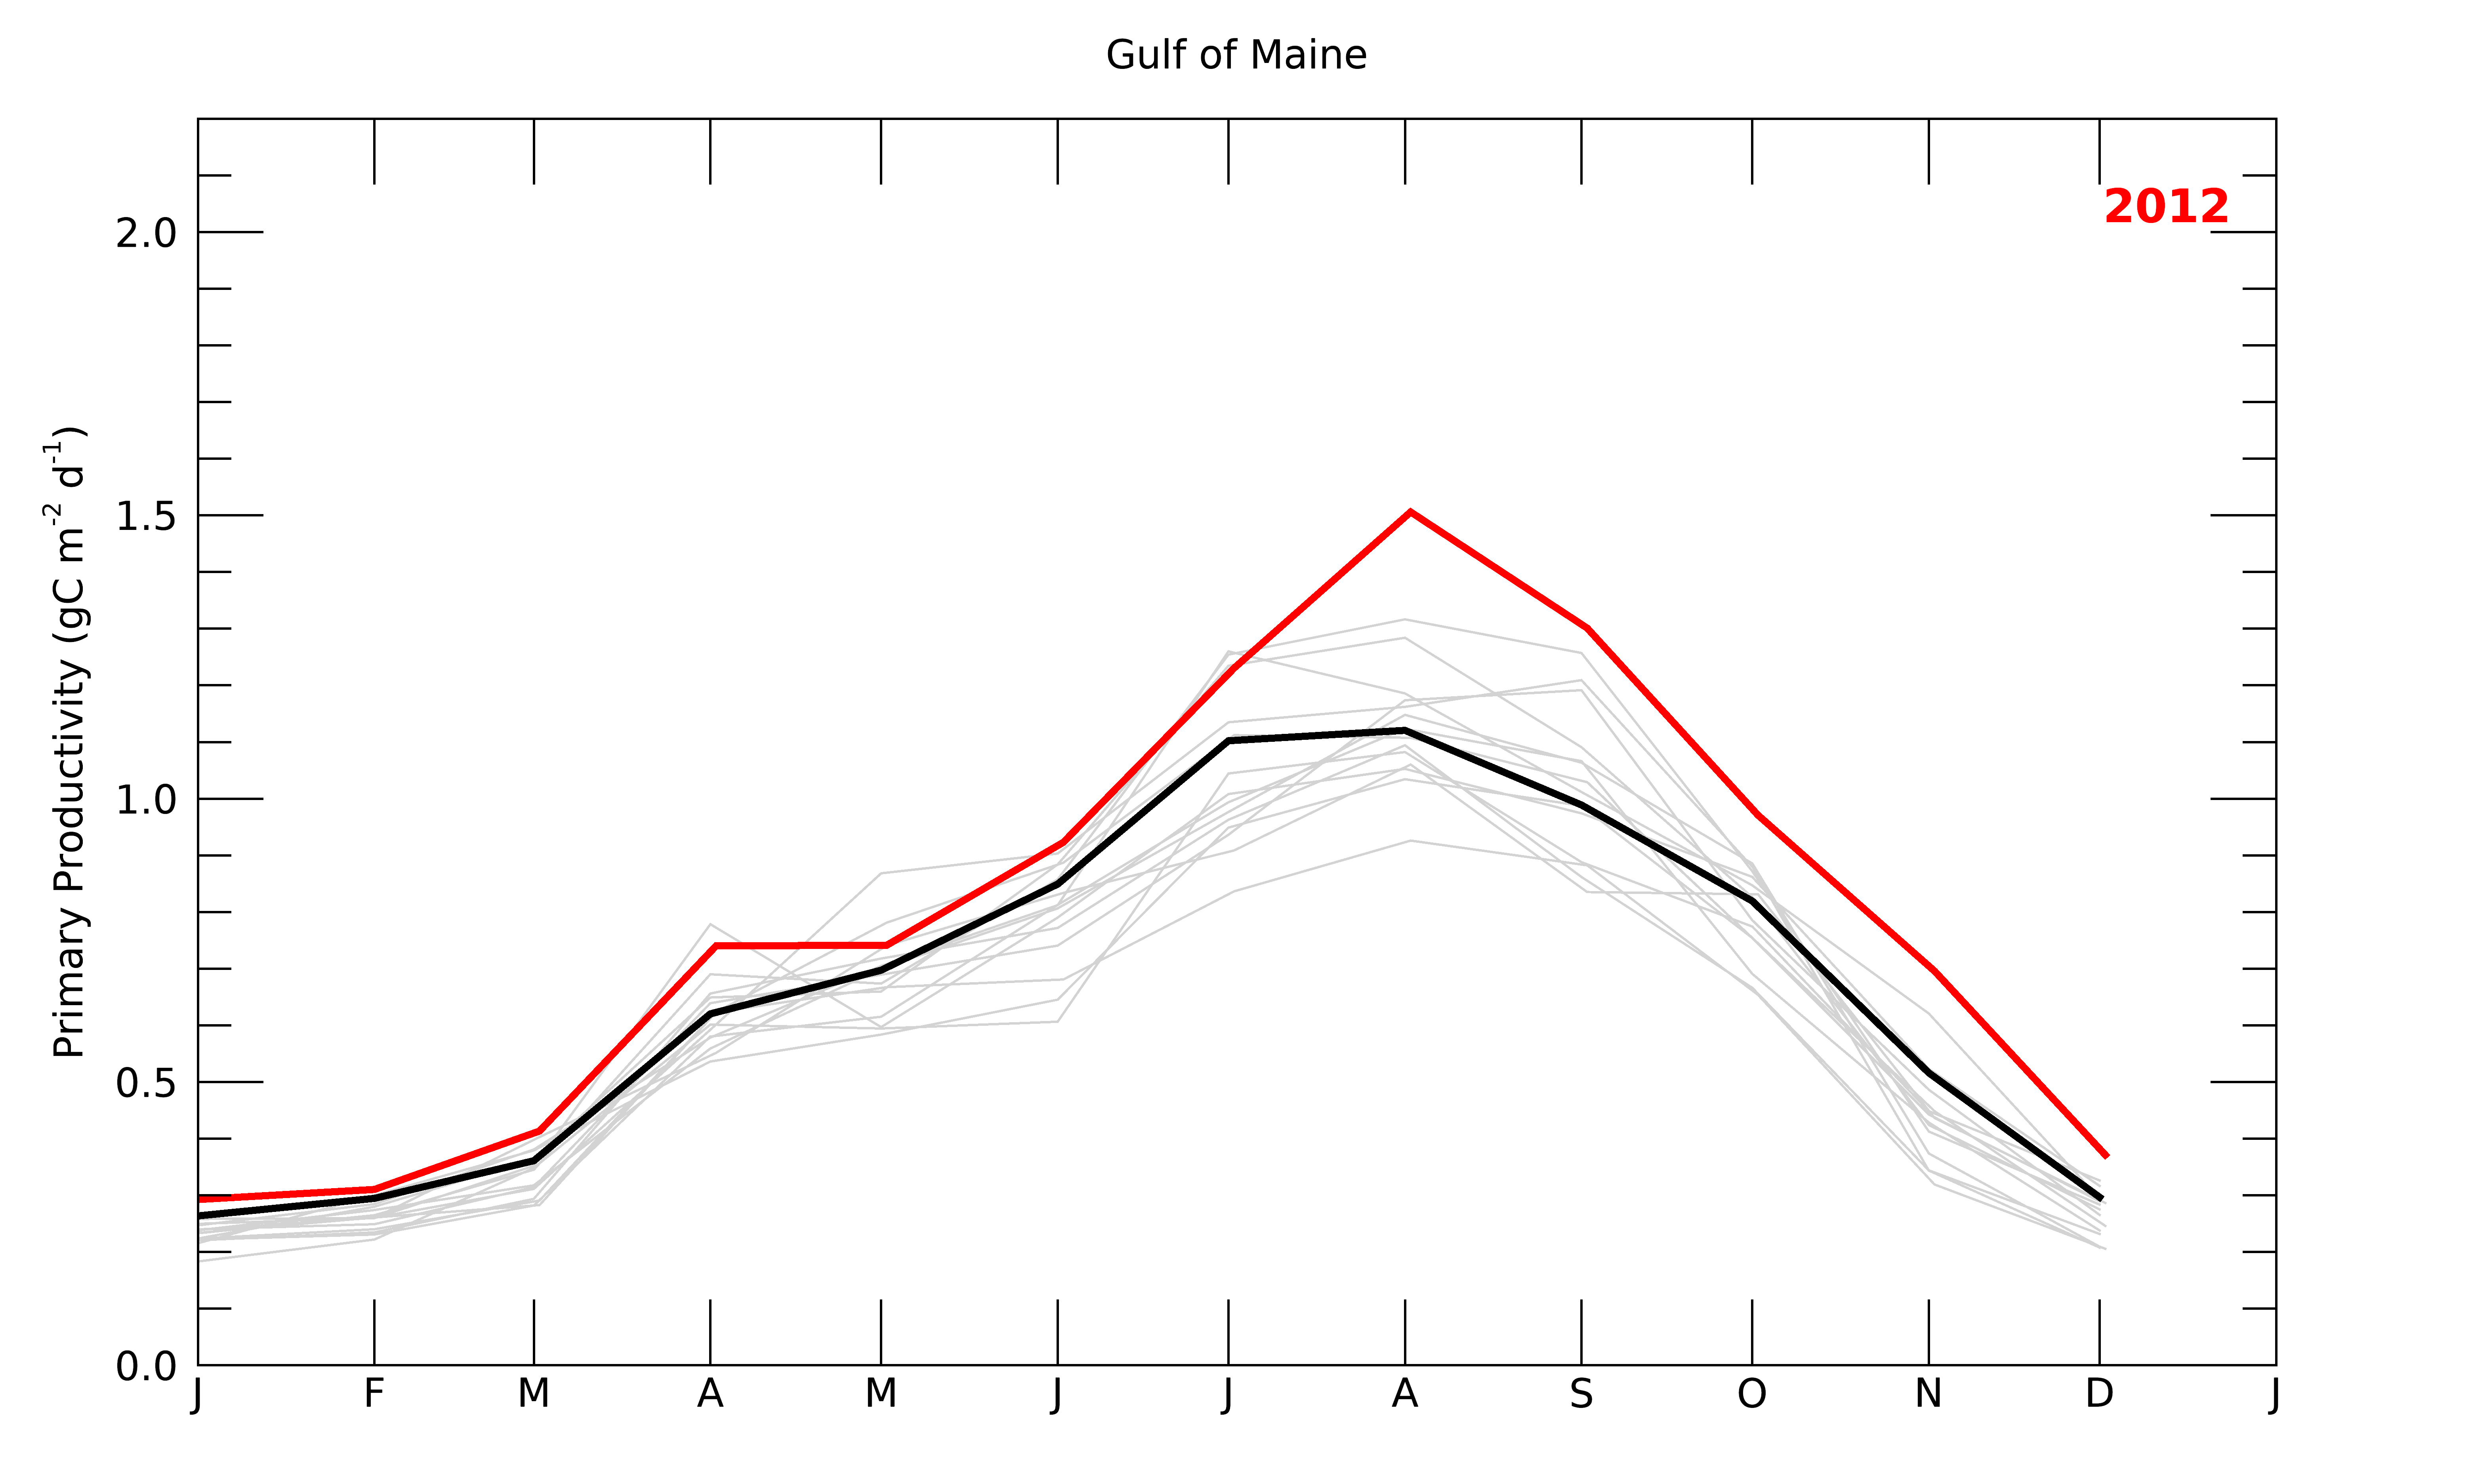 Gulf of Maine
2012
Primary Productivity (gC m⁻² d⁻¹)
2.0
1.5
1.0
0.5
0.0
J F M A M J J A S O N D J